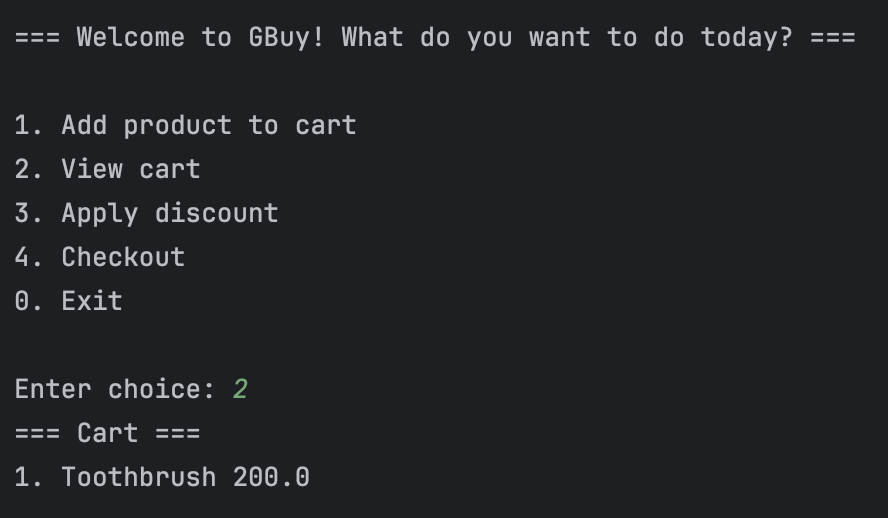 === Welcome to GBuy! What do you want to do today? ===
1. Add product to cart
2. View cart
3. Apply discount
4. Checkout
0. Exit
Enter choice: 2
=== Cart ===
1. Toothbrush 200.0